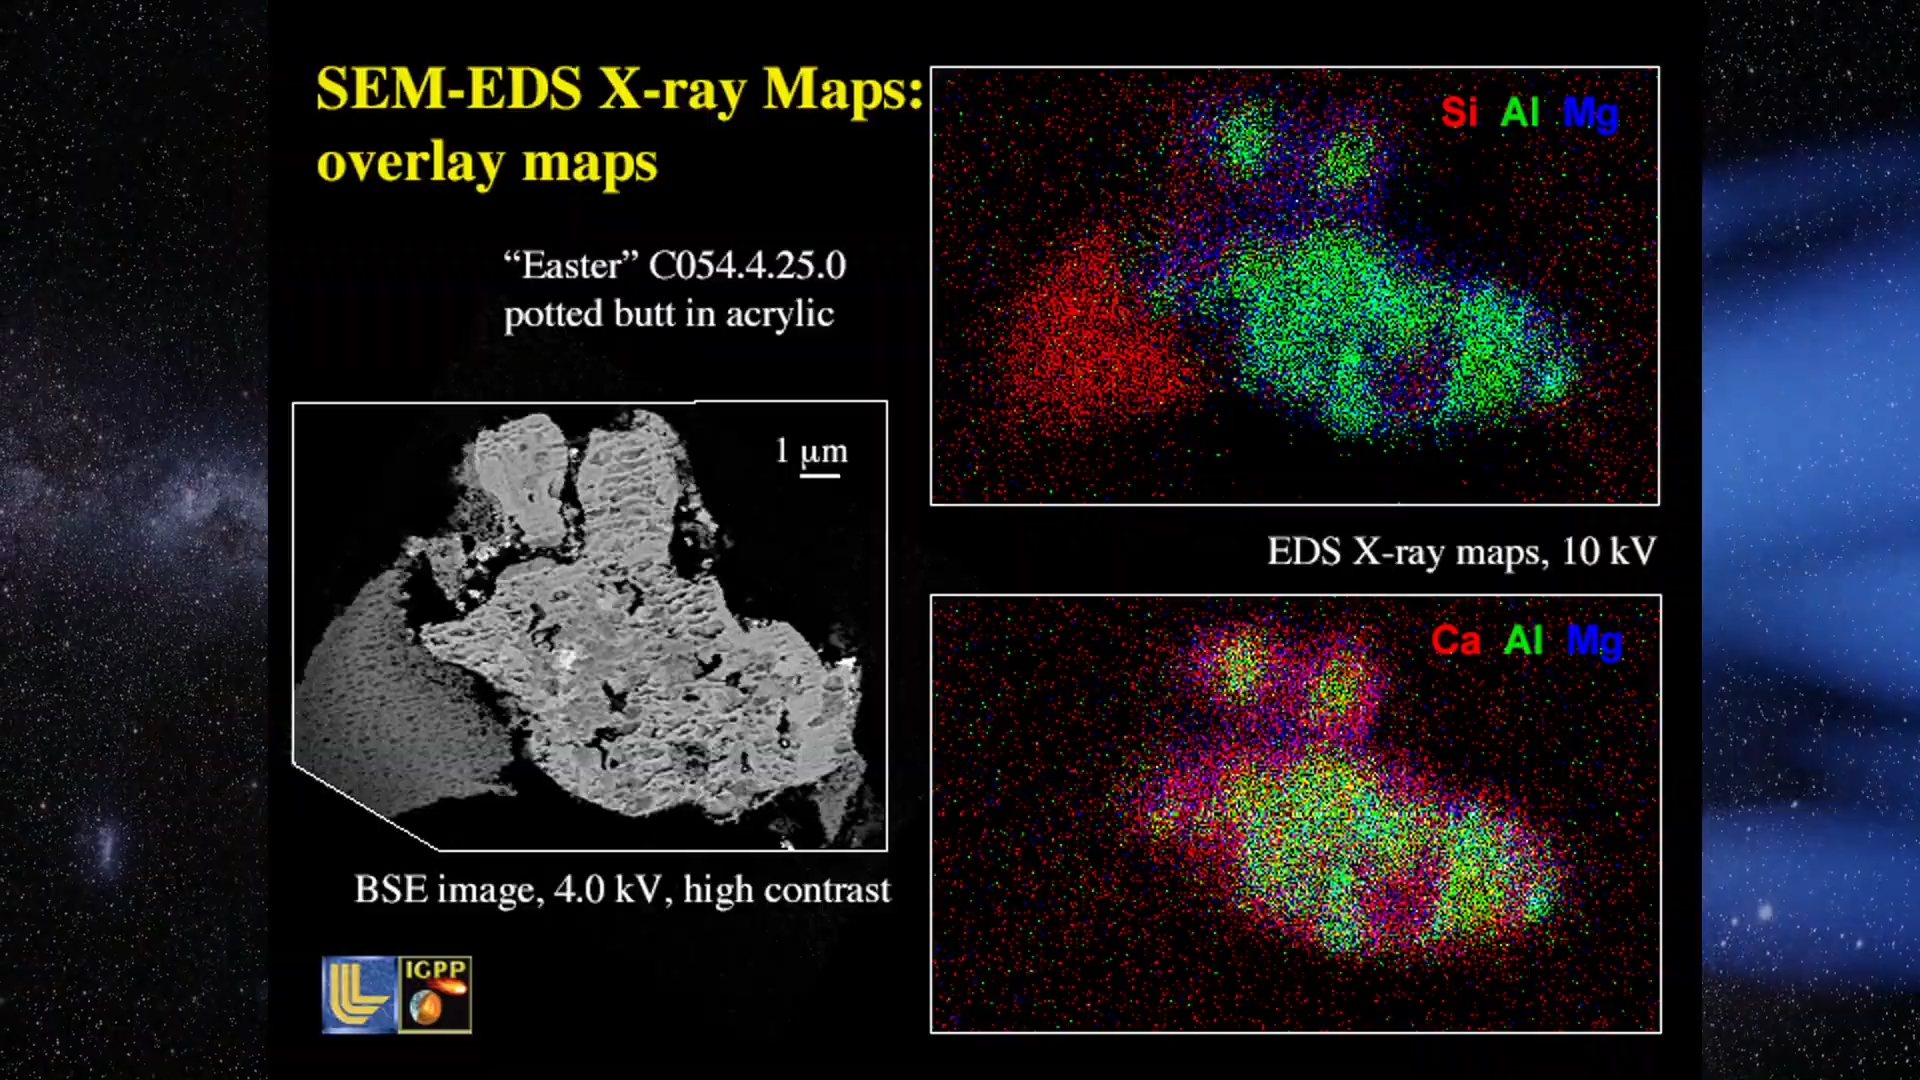 SEM-EDS X-ray Maps:
overlay maps
“Easter” C054.4.25.0
potted butt in acrylic
1 µm
BSE image, 4.0 kV, high contrast
Si Al Mg
EDS X-ray maps, 10 kV
Ca Al Mg
ICPP